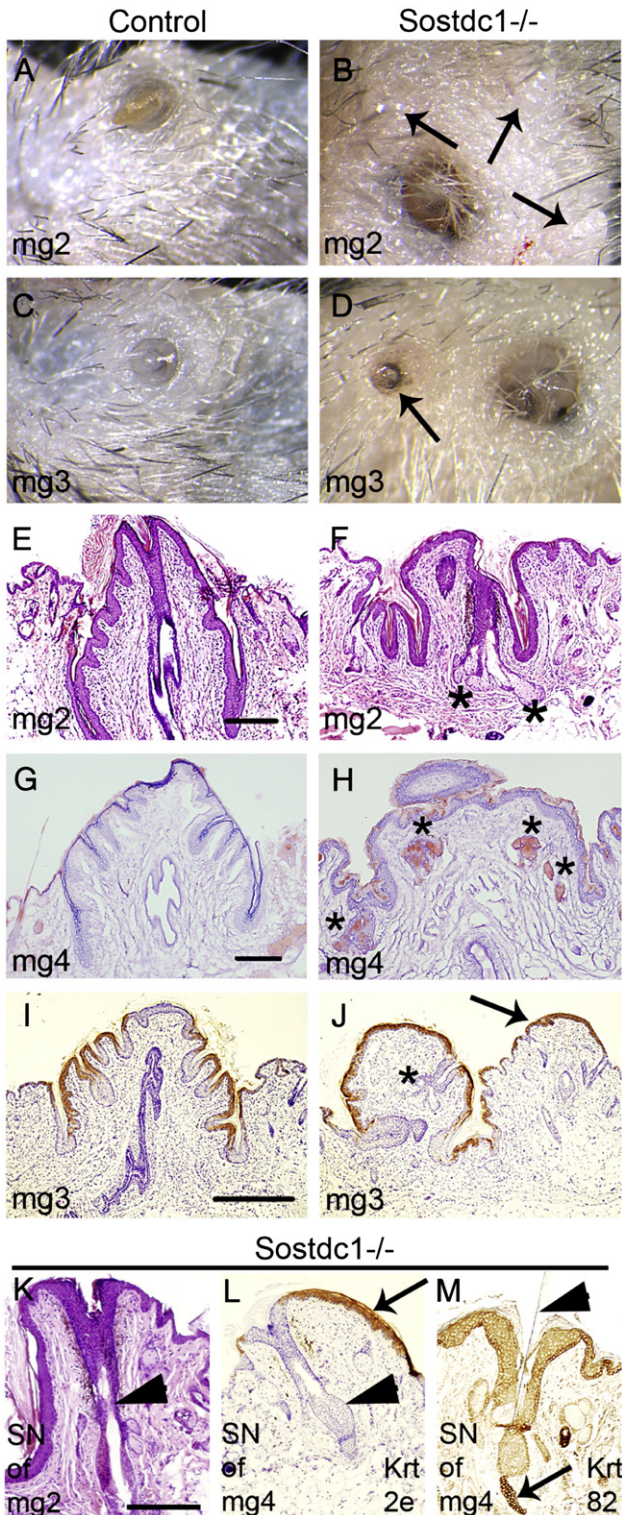 Control Sostdc1-/-
A B
mg2 mg2
C D
mg3 mg3
E F
mg2 mg2
* *
G H
* * * *
mg4 mg4
I J
*
mg3 mg3
Sostdc1-/-
K L M
SN SN SN
of of Krt of Krt
mg2 mg4 2e mg4 82